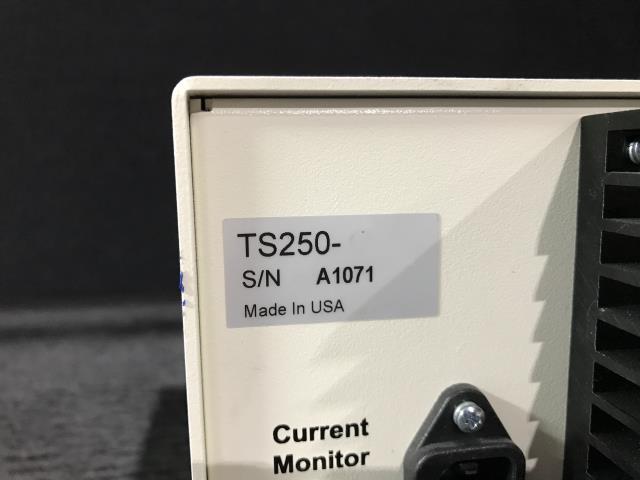 TS250-
S/N A1071
Made In USA
Current
Monitor